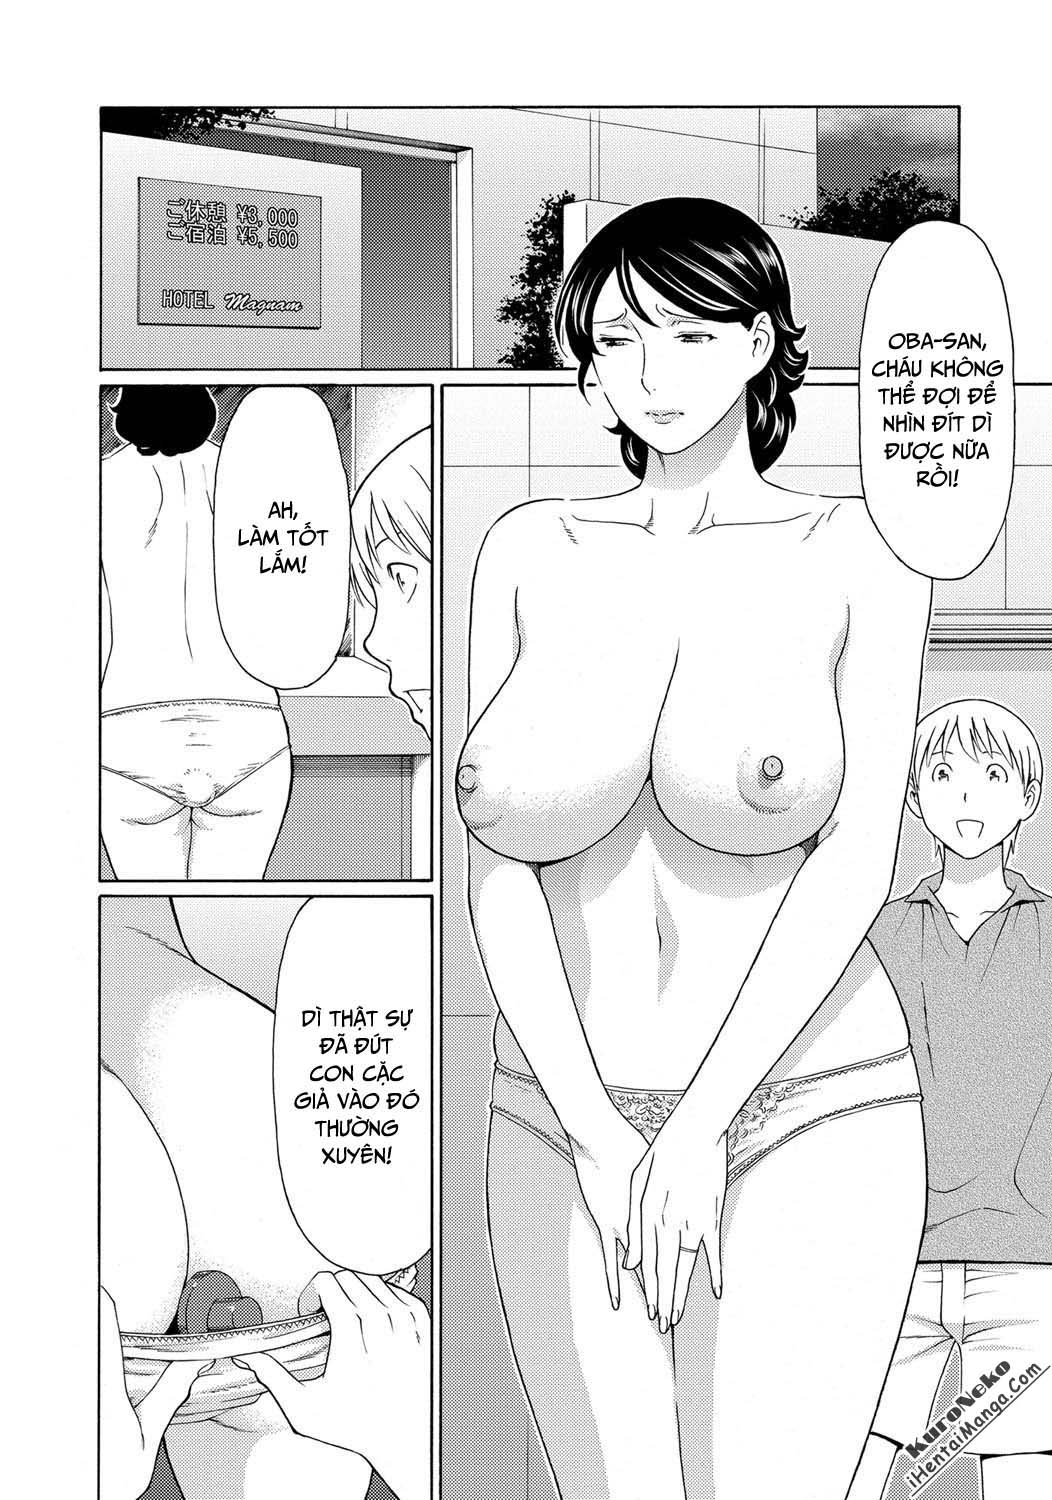 ご休憩 ¥3,000
ご宿泊 ¥5,500
HOTEL Magnam
OBA-SAN,
CHÁU KHÔNG
THỂ ĐỢI ĐỂ
NHÌN ĐÍT DÌ
ĐƯỢC NỮA
RỒI!
AH,
LÀM TỐT
LẮM!
DÌ THẬT SỰ
ĐÃ ĐÚT
CON CẶC
GIẢ VÀO ĐÓ
THƯỜNG
XUYÊN!
KuroNeko
iHentaiManga.Com